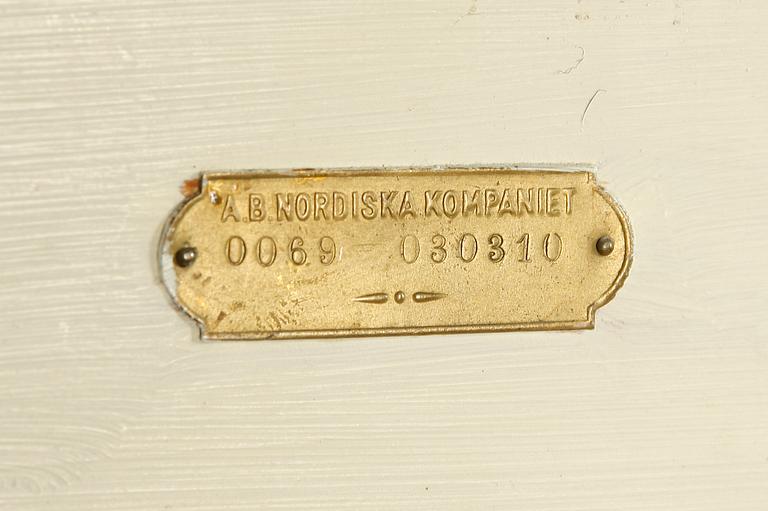 A.B. NORDISKA KOMPANIET
0069 - 030310